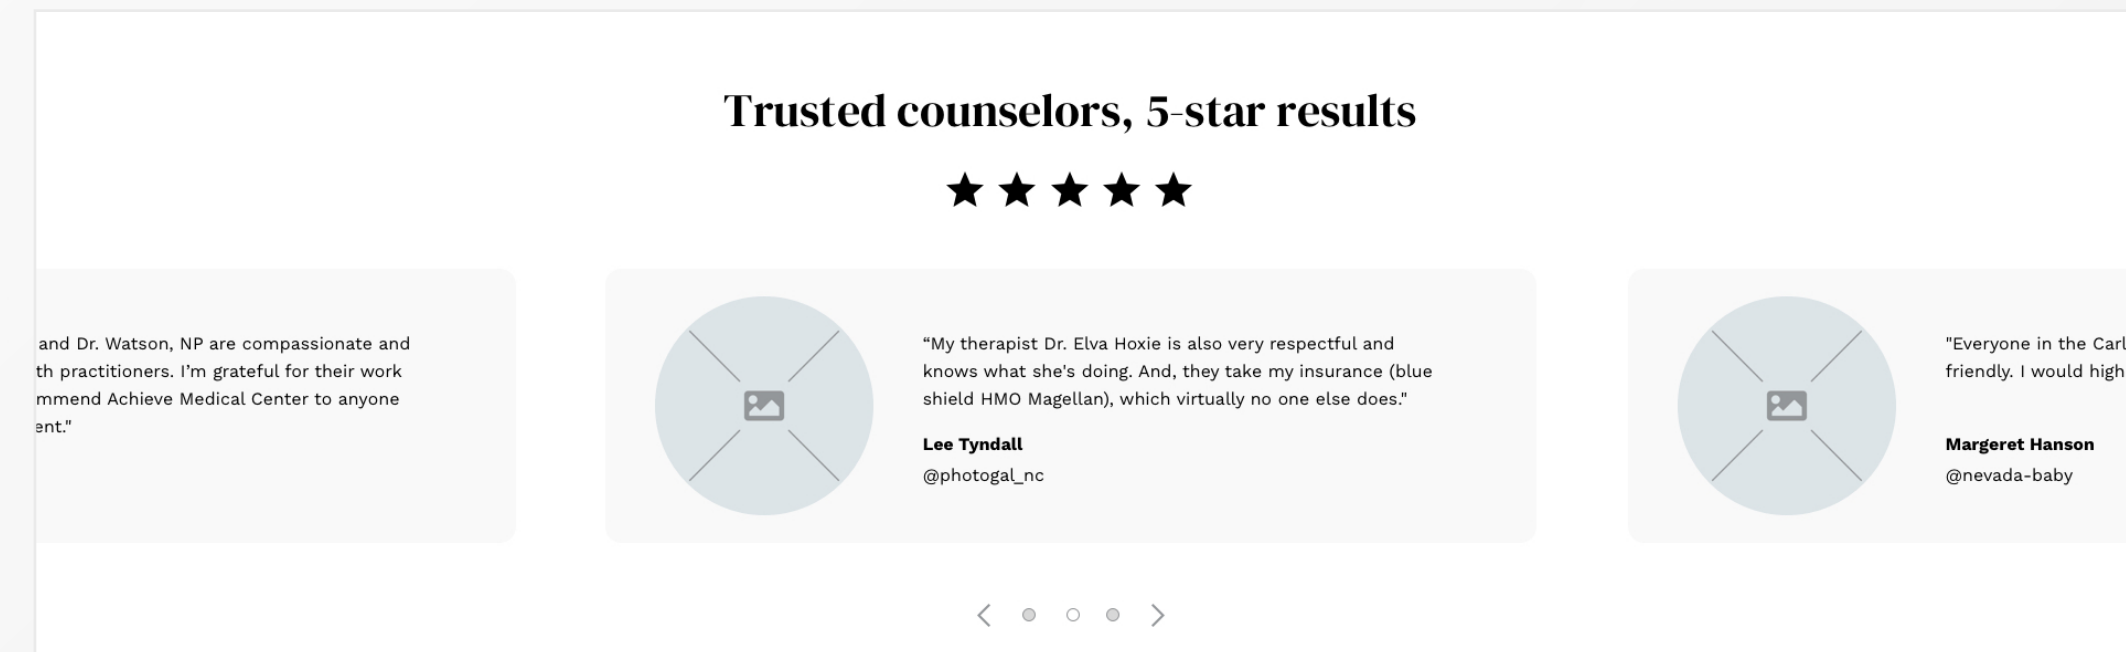 Trusted counselors, 5-star results
and Dr. Watson, NP are compassionate and
th practitioners. I’m grateful for their work
mmend Achieve Medical Center to anyone
ent."
“My therapist Dr. Elva Hoxie is also very respectful and
knows what she's doing. And, they take my insurance (blue
shield HMO Magellan), which virtually no one else does."
Lee Tyndall
@photogal_nc
"Everyone in the Carl
friendly. I would high
Margeret Hanson
@nevada-baby